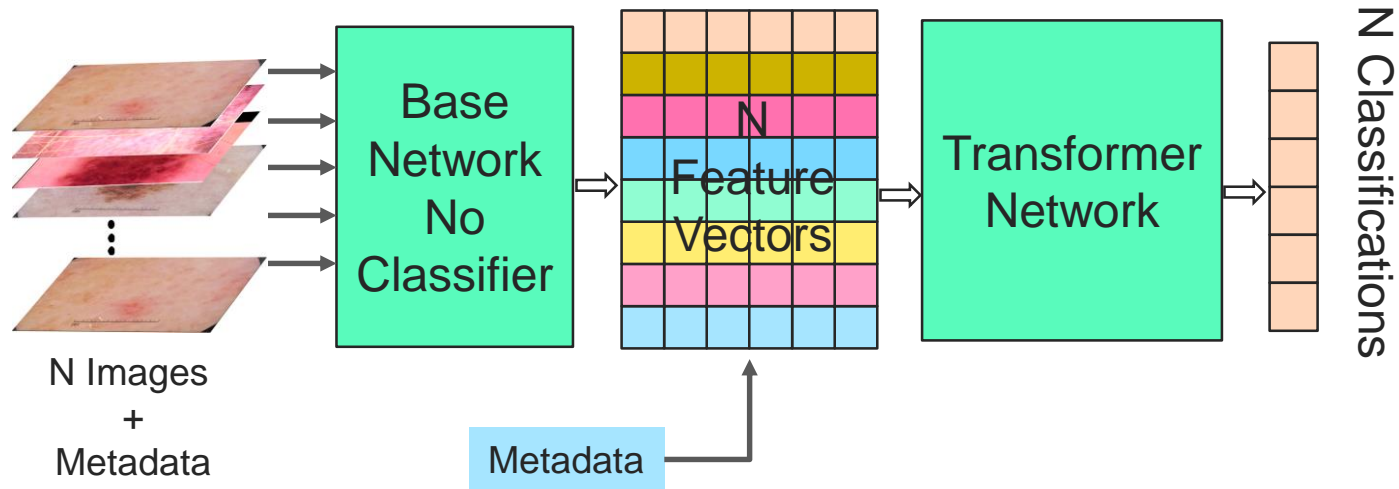 N Images
+
Metadata
Base
Network
No
Classifier
N
Feature
Vectors
Metadata
Transformer
Network
N Classifications